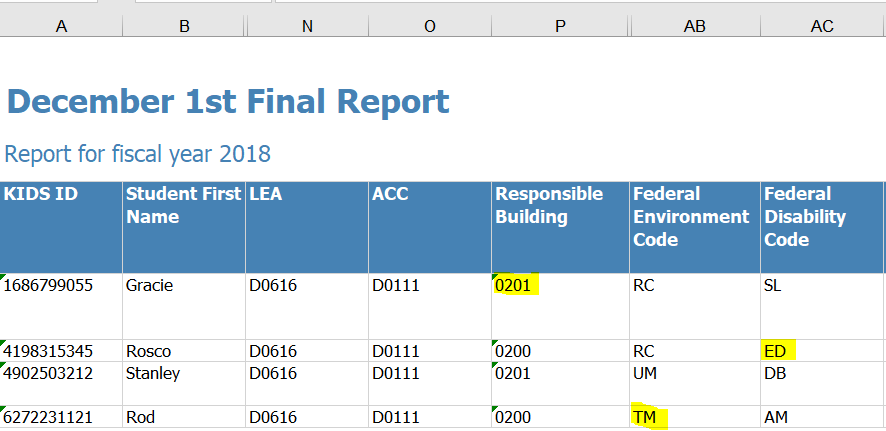 A B N O P AB AC
December 1st Final Report
Report for fiscal year 2018
KIDS ID Student First Name LEA ACC Responsible Building Federal Environment Code Federal Disability Code
1686799055 Gracie D0616 D0111 0201 RC SL
4198315345 Rosco D0616 D0111 0200 RC ED
4902503212 Stanley D0616 D0111 0201 UM DB
6272231121 Rod D0616 D0111 0200 TM AM